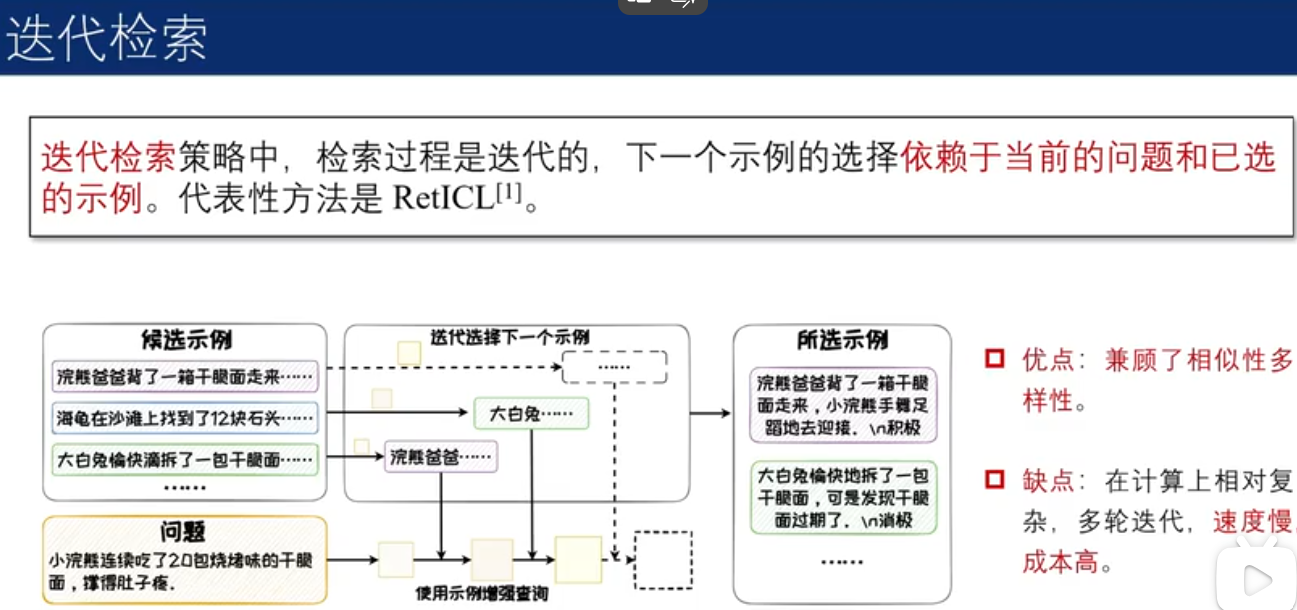 迭代检索
迭代检索策略中，检索过程是迭代的，下一个示例的选择依赖于当前的问题和已选
的示例。代表性方法是 RetICL[1]。
候选示例
浣熊爸爸背了一箱干脆面走来……
海龟在沙滩上找到了12块石头……
大白兔愉快滴拆了一包干脆面……
……
问题
小浣熊连续吃了20包烧烤味的干脆
面，撑得肚子疼.
迭代选择下一个示例
……
大白兔……
浣熊爸爸……
使用示例增强查询
所选示例
浣熊爸爸背了一箱干脆
面走来，小浣熊手舞足
蹈地去迎接. \n积极
大白兔愉快地拆了一包
干脆面，可是发现干脆
面过期了. \n消极
……
优点：兼顾了相似性多
样性。
缺点：在计算上相对复
杂，多轮迭代，速度慢
成本高。